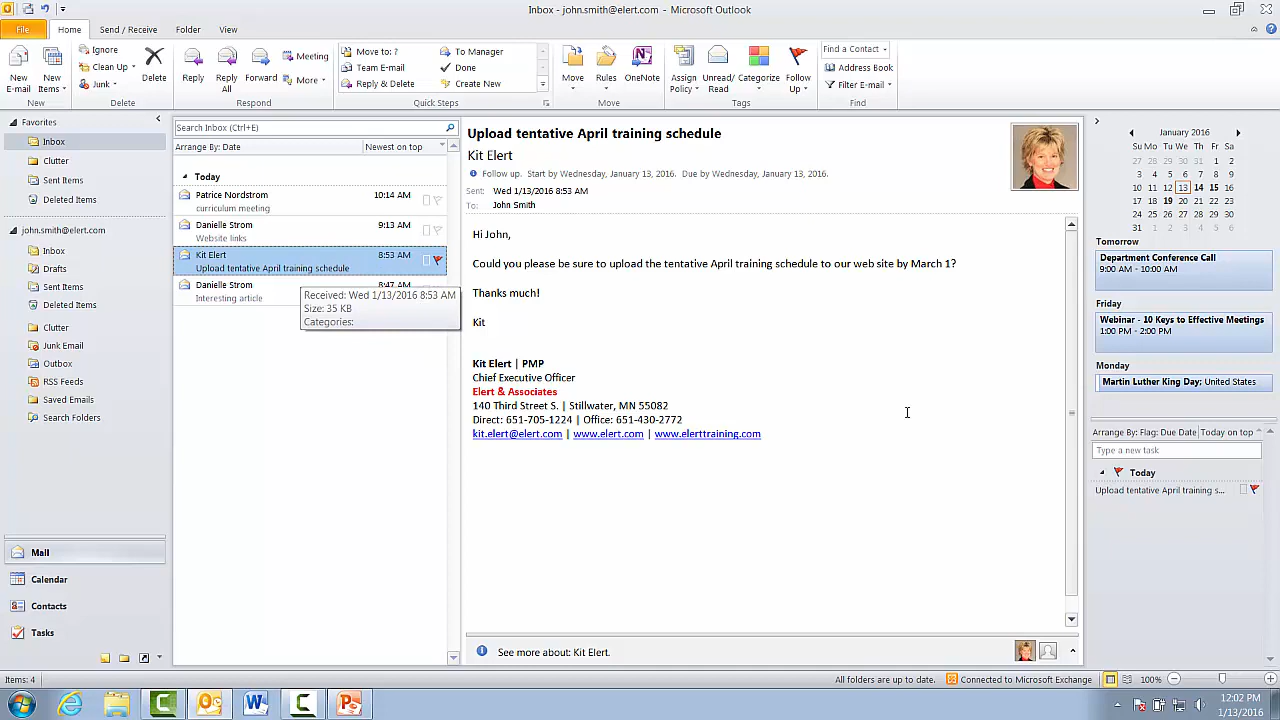 Inbox - john.smith@elert.com - Microsoft Outlook
File Home Send / Receive Folder View
New E-mail
New Items
New
Ignore
Clean Up
Junk
Delete
Delete
Reply
Reply All
Forward
Meeting
More
Respond
Move to: ?
Team E-mail
Reply & Delete
To Manager
Done
Create New
Quick Steps
Move
Rules
OneNote
Move
Assign Policy
Unread/ Read
Categorize
Follow Up
Tags
Find a Contact
Address Book
Filter E-mail
Find
Favorites
Inbox
Clutter
Sent Items
Deleted Items
john.smith@elert.com
Inbox
Drafts
Sent Items
Deleted Items
Clutter
Junk Email
Outbox
RSS Feeds
Saved Emails
Search Folders
Mail
Calendar
Contacts
Tasks
Search Inbox (Ctrl+E)
Arrange By: Date Newest on top
Today
Patrice Nordstrom 10:14 AM
curriculum meeting
Danielle Strom 9:13 AM
Website links
Kit Elert 8:53 AM
Upload tentative April training schedule
Danielle Strom 8:47 AM
Interesting article
Received: Wed 1/13/2016 8:53 AM
Size: 35 KB
Categories:
Upload tentative April training schedule
Kit Elert
Follow up. Start by Wednesday, January 13, 2016. Due by Wednesday, January 13, 2016.
Sent: Wed 1/13/2016 8:53 AM
To: John Smith
Hi John,
Could you please be sure to upload the tentative April training schedule to our web site by March 1?
Thanks much!
Kit
Kit Elert | PMP
Chief Executive Officer
Elert & Associates
140 Third Street S. | Stillwater, MN 55082
Direct: 651-705-1224 | Office: 651-430-2772
kit.elert@elert.com | www.elert.com | www.elerttraining.com
See more about: Kit Elert.
January 2016
Su Mo Tu We Th Fr Sa
27 28 29 30 31 1 2
3 4 5 6 7 8 9
10 11 12 13 14 15 16
17 18 19 20 21 22 23
24 25 26 27 28 29 30
31 1 2 3 4 5 6
Tomorrow
Department Conference Call
9:00 AM - 10:00 AM
Friday
Webinar - 10 Keys to Effective Meetings
1:00 PM - 2:00 PM
Monday
Martin Luther King Day; United States
Arrange By: Flag: Due Date Today on top
Type a new task
Today
Upload tentative April training s...
Items: 4
All folders are up to date. Connected to Microsoft Exchange 100%
12:02 PM
1/13/2016